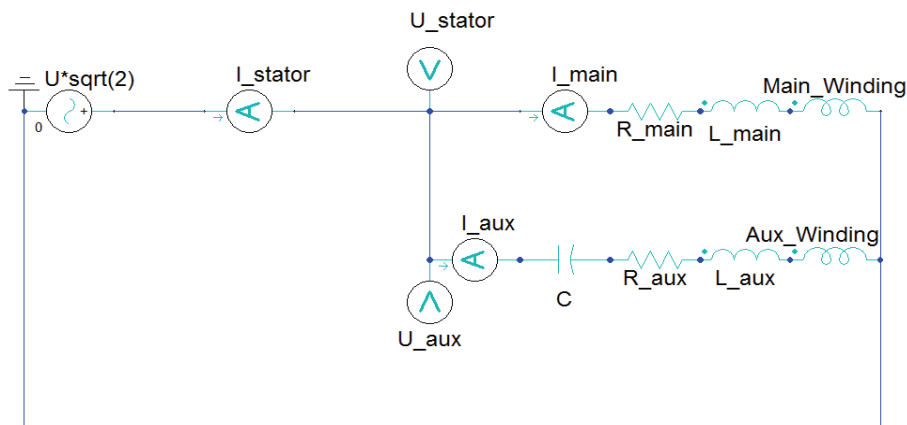 U_stator
U*sqrt(2)
I_stator
I_main
Main_Winding
0
+
A
A
V
R_main
L_main
I_aux
Aux_Winding
A
C
R_aux
L_aux
V
U_aux